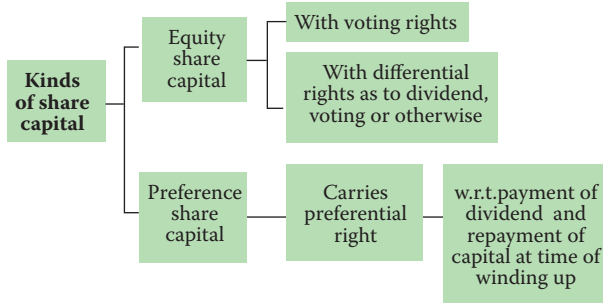 Kinds
of share
capital
Equity
share
capital
With voting rights
With differential
rights as to dividend,
voting or otherwise
Preference
share
capital
Carries
preferential
right
w.r.t.payment of
dividend and
repayment of
capital at time of
winding up